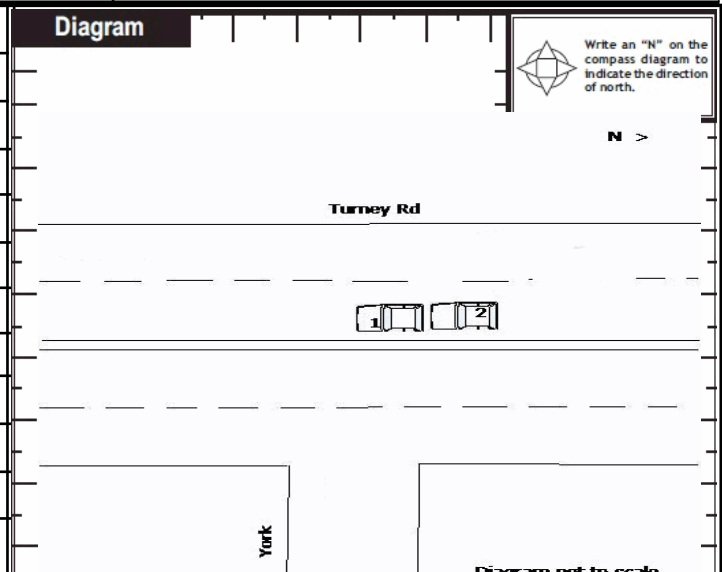 Diagram
Write an “N” on the
compass diagram to
indicate the direction
of north.
N >
Turney Rd
1
2
York
Diagram not to scale